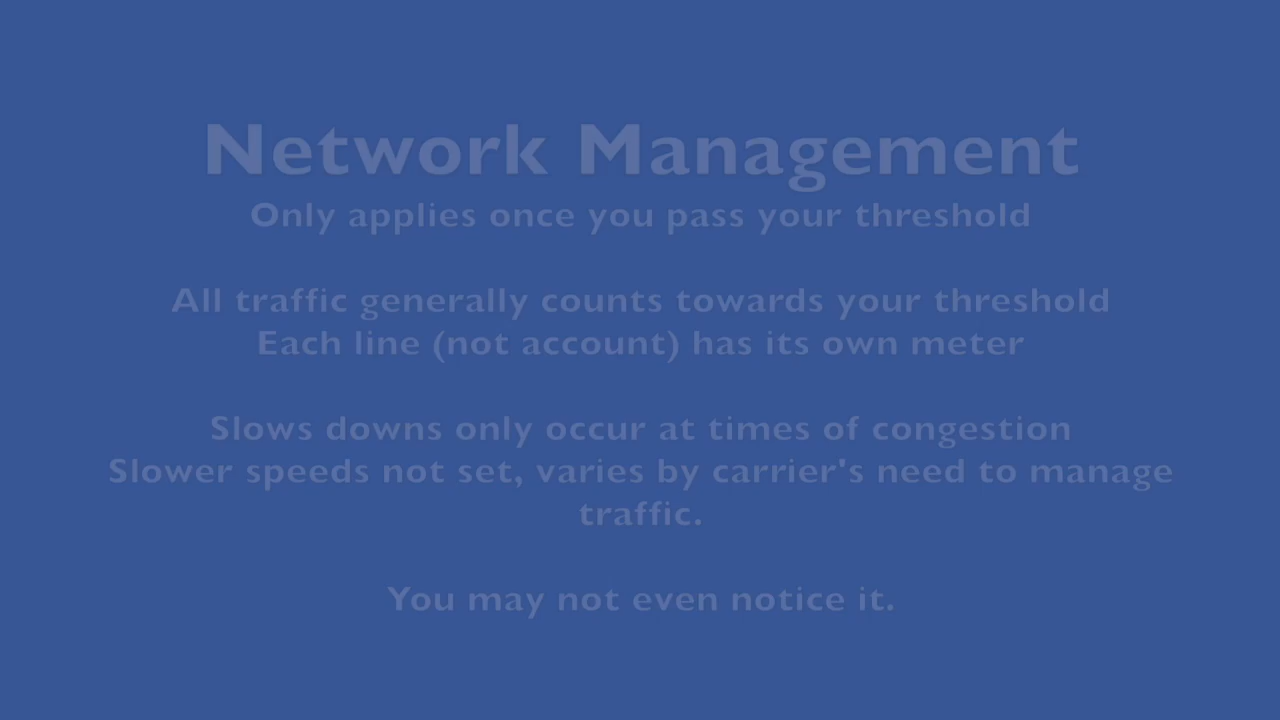 Network Management
Only applies once you pass your threshold
All traffic generally counts towards your threshold
Each line (not account) has its own meter
Slows downs only occur at times of congestion
Slower speeds not set, varies by carrier's need to manage
traffic.
You may not even notice it.